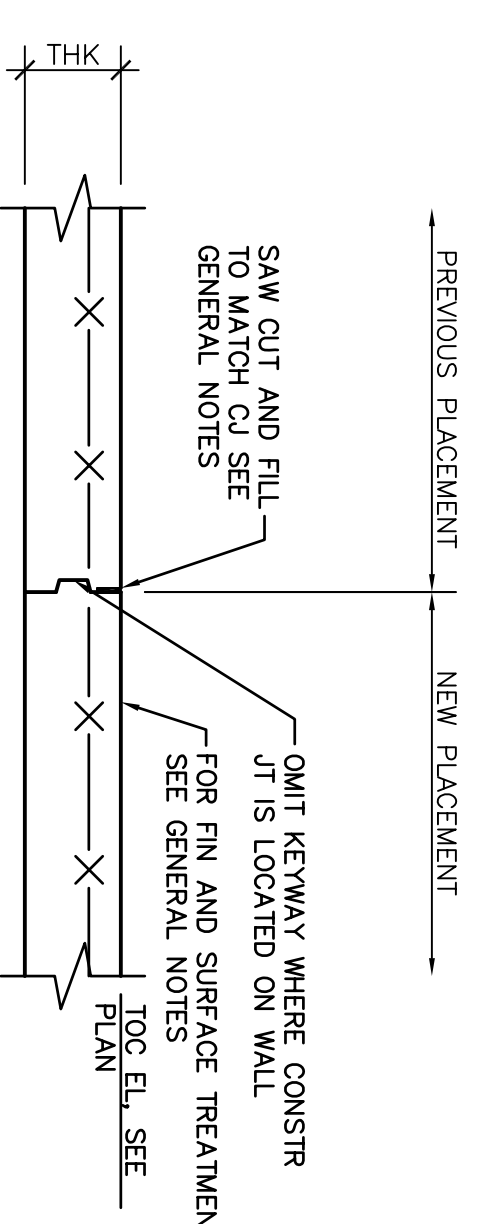 PREVIOUS PLACEMENT
NEW PLACEMENT
SAW CUT AND FILL
TO MATCH CJ SEE
GENERAL NOTES
OMIT KEYWAY WHERE CONSTR
JT IS LOCATED ON WALL
FOR FIN AND SURFACE TREATMEN
SEE GENERAL NOTES
TOC EL, SEE
PLAN
THK